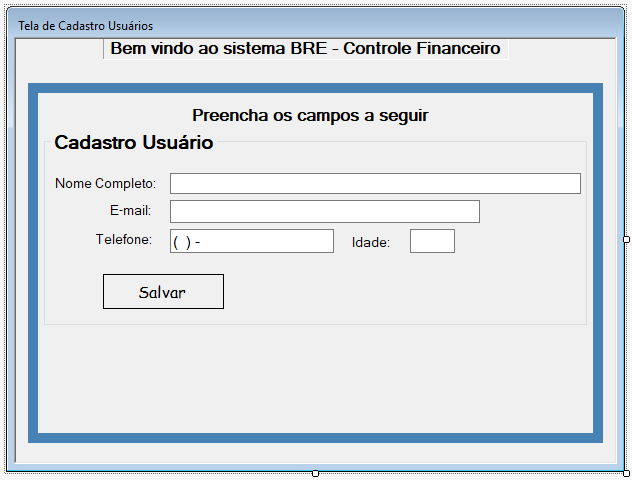 Tela de Cadastro Usuários
Bem vindo ao sistema BRE - Controle Financeiro
Preencha os campos a seguir
Cadastro Usuário
Nome Completo:
E-mail:
Telefone: ( ) - Idade:
Salvar